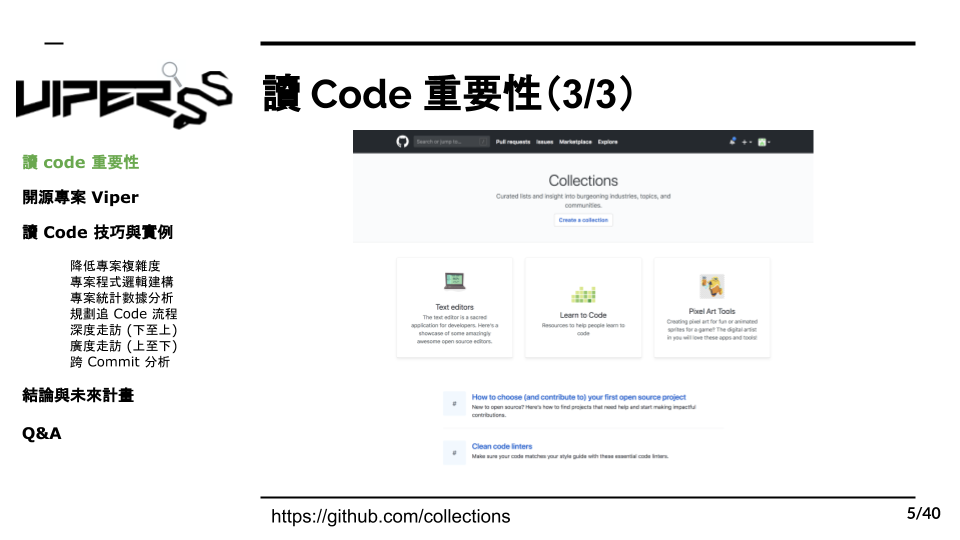 VIPER
讀 Code 重要性(3/3)
讀 code 重要性
開源專案 Viper
讀 Code 技巧與實例
降低專案複雜度
專案程式邏輯建構
專案統計數據分析
規劃追 Code 流程
深度走訪 (下至上)
廣度走訪 (上至下)
跨 Commit 分析
結論與未來計畫
Q&A
Search or jump to...
Pull requests Issues Marketplace Explore
Collections
Curated lists and insight into burgeoning industries, topics, and
communities.
Create a collection
Text editors
The text editor is a sacred
application for developers. Here's a
showcase of some amazingly
awesome open source editors.
Learn to Code
Resources to help people learn to
code
Pixel Art Tools
Creating pixel art for fun or animated
sprites for a game? The digital artist
in you will love these apps and tools!
# How to choose (and contribute to) your first open source project
New to open source? Here's how to find projects that need help and start making impactful
contributions.
# Clean code linters
Make sure your code matches your style guide with these essential code linters.
https://github.com/collections
5/40